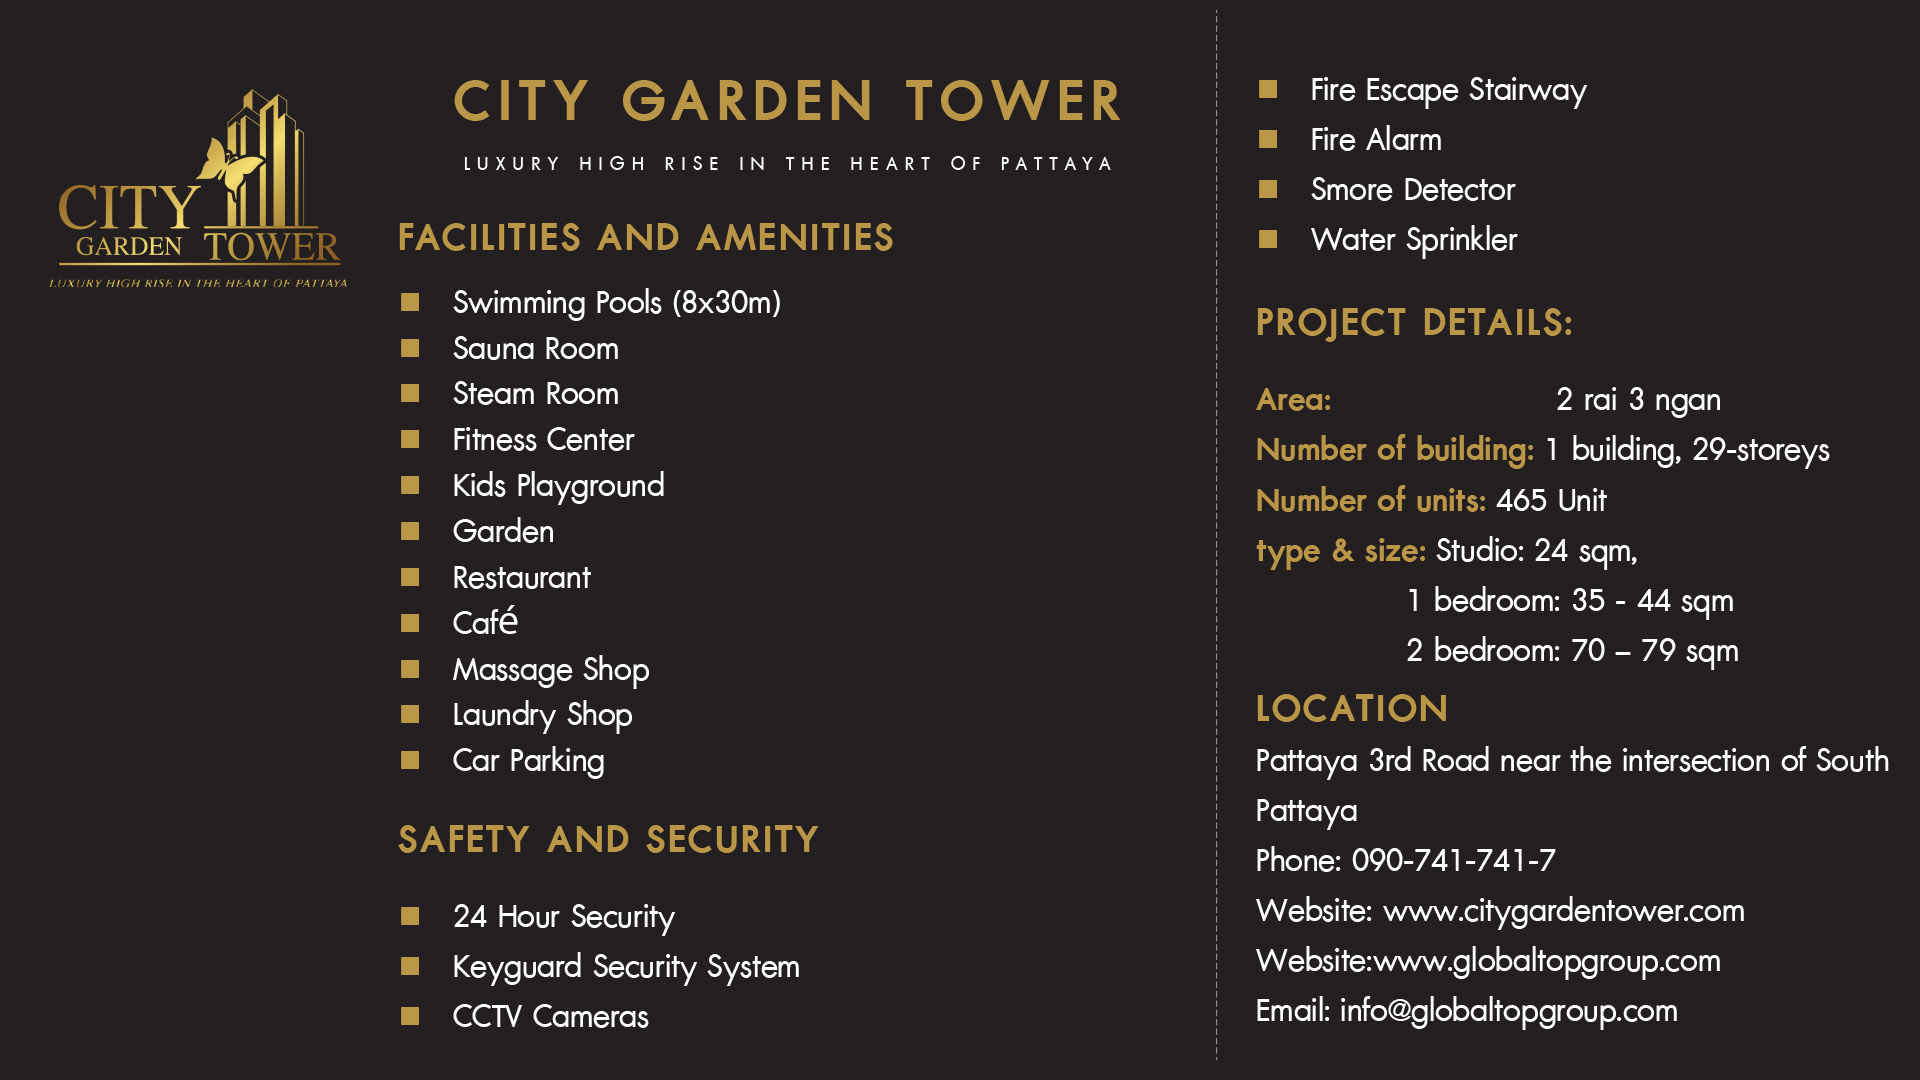 CITY
GARDEN TOWER
LUXURY HIGH RISE IN THE HEART OF PATTAYA
CITY GARDEN TOWER
LUXURY HIGH RISE IN THE HEART OF PATTAYA
FACILITIES AND AMENITIES
Swimming Pools (8x30m)
Sauna Room
Steam Room
Fitness Center
Kids Playground
Garden
Restaurant
Café
Massage Shop
Laundry Shop
Car Parking
SAFETY AND SECURITY
24 Hour Security
Keyguard Security System
CCTV Cameras
Fire Escape Stairway
Fire Alarm
Smore Detector
Water Sprinkler
PROJECT DETAILS:
Area: 2 rai 3 ngan
Number of building: 1 building, 29-storeys
Number of units: 465 Unit
type & size: Studio: 24 sqm,
1 bedroom: 35 - 44 sqm
2 bedroom: 70 – 79 sqm
LOCATION
Pattaya 3rd Road near the intersection of South
Pattaya
Phone: 090-741-741-7
Website: www.citygardentower.com
Website:www.globaltopgroup.com
Email: info@globaltopgroup.com